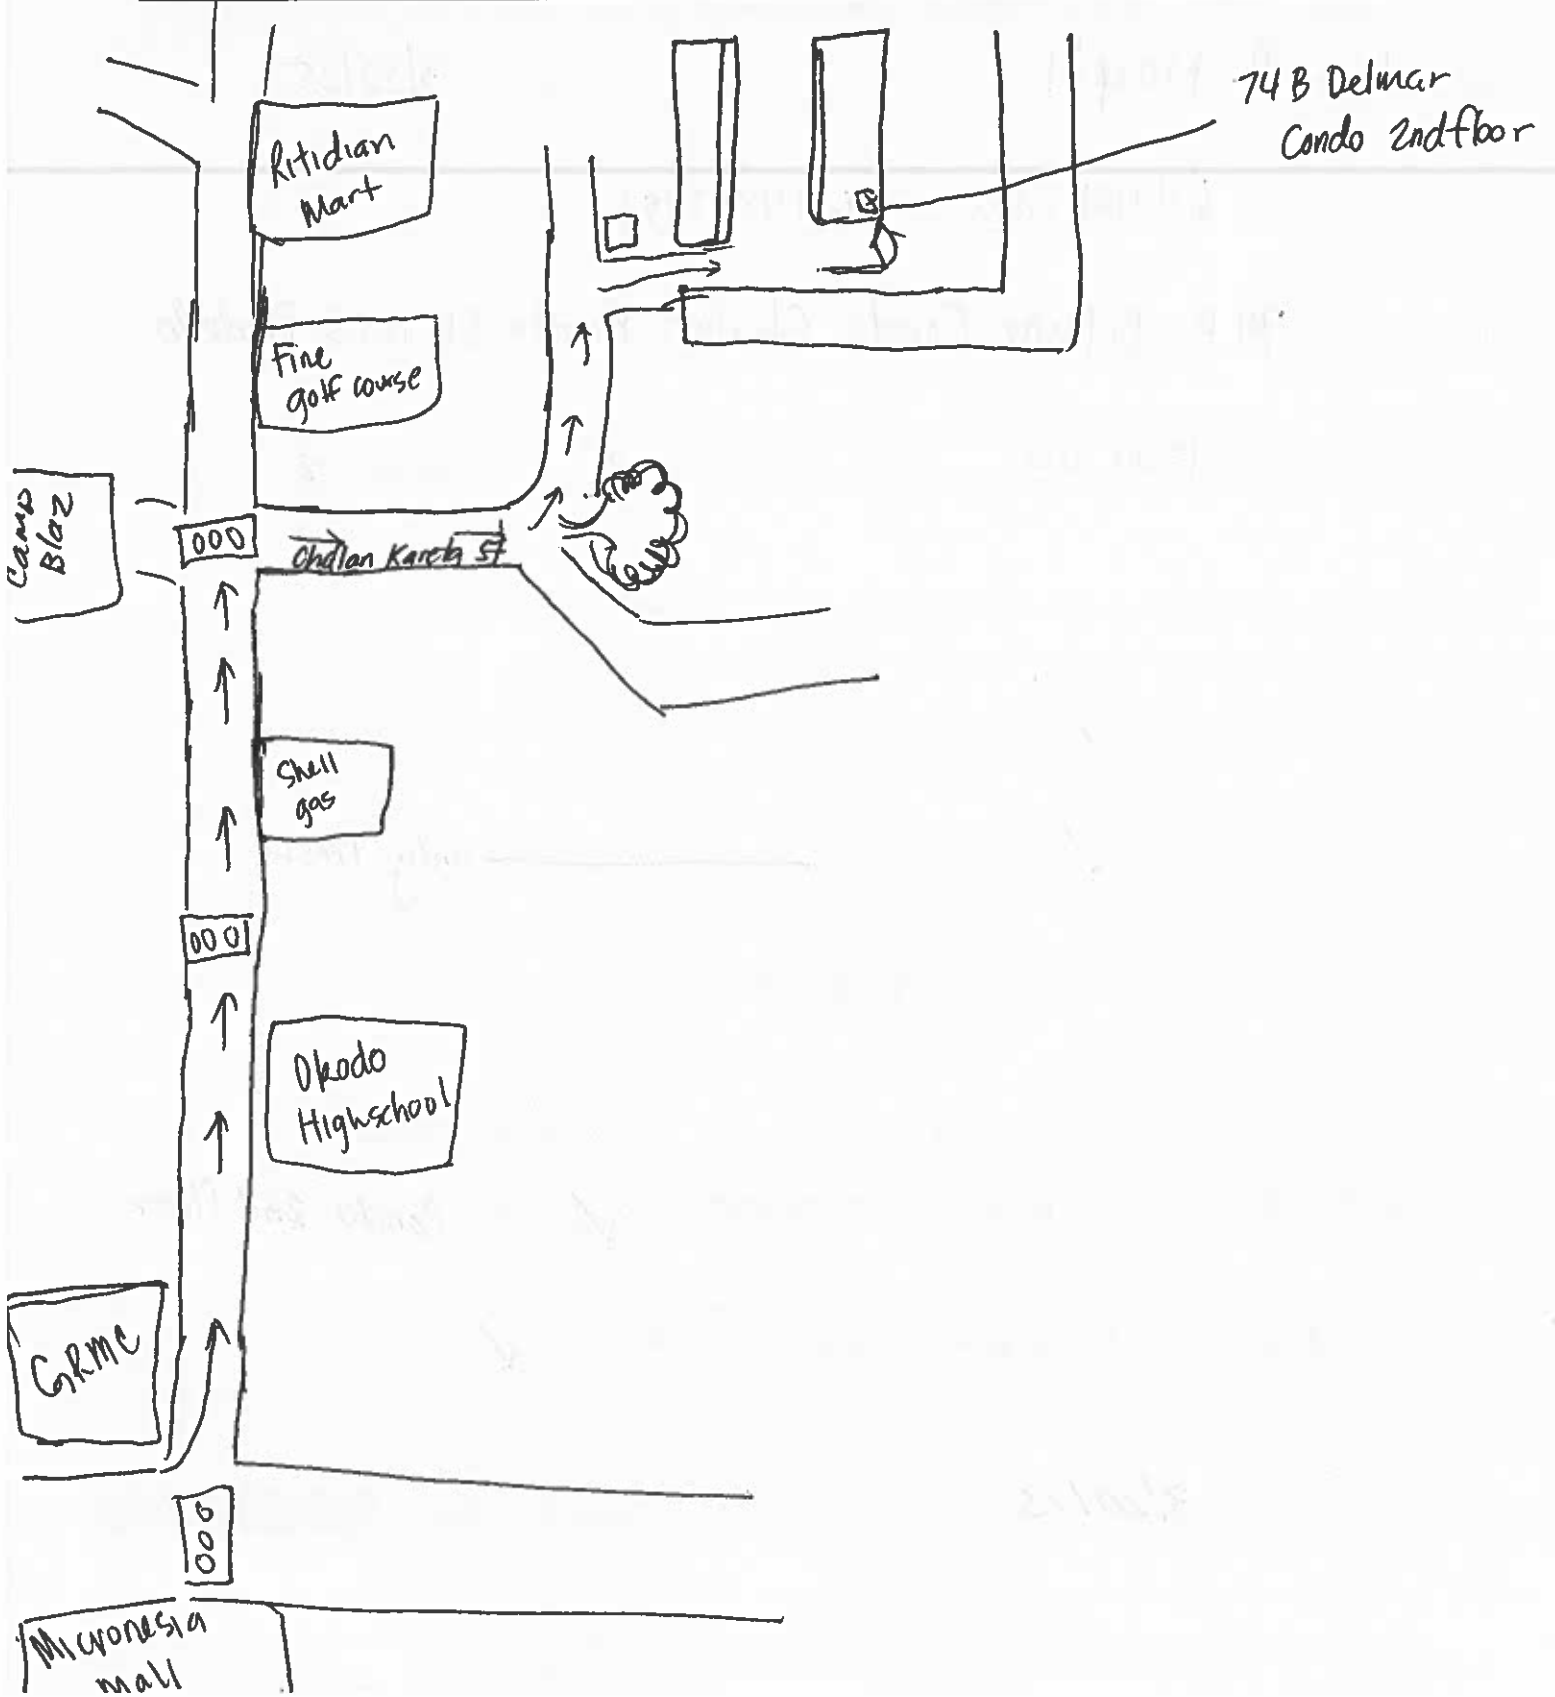 74 B Delmar
Condo 2nd floor
Ritidian
Mart
Fine
golf course
Camp
Blaz
Chalan Kareta St
Shell
gas
Okodo
Highschool
GRMC
Micronesia
Mall